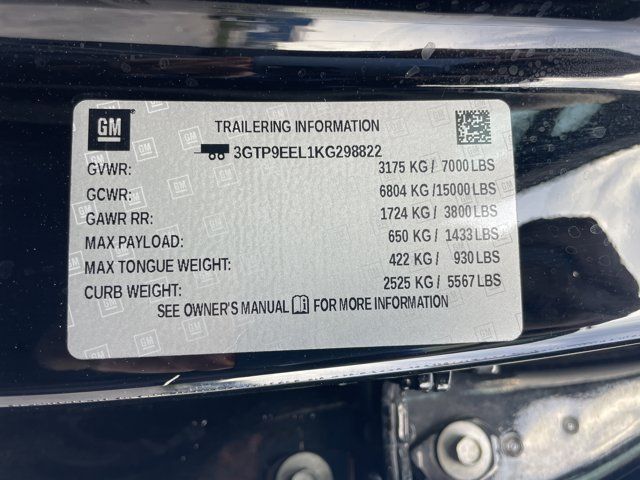 GM
TRAILERING INFORMATION
3GTP9EEL1KG298822
GVWR: 3175 KG / 7000 LBS
GCWR: 6804 KG /15000 LBS
GAWR RR: 1724 KG / 3800 LBS
MAX PAYLOAD: 650 KG / 1433 LBS
MAX TONGUE WEIGHT: 422 KG / 930 LBS
CURB WEIGHT: 2525 KG / 5567 LBS
SEE OWNER'S MANUAL FOR MORE INFORMATION